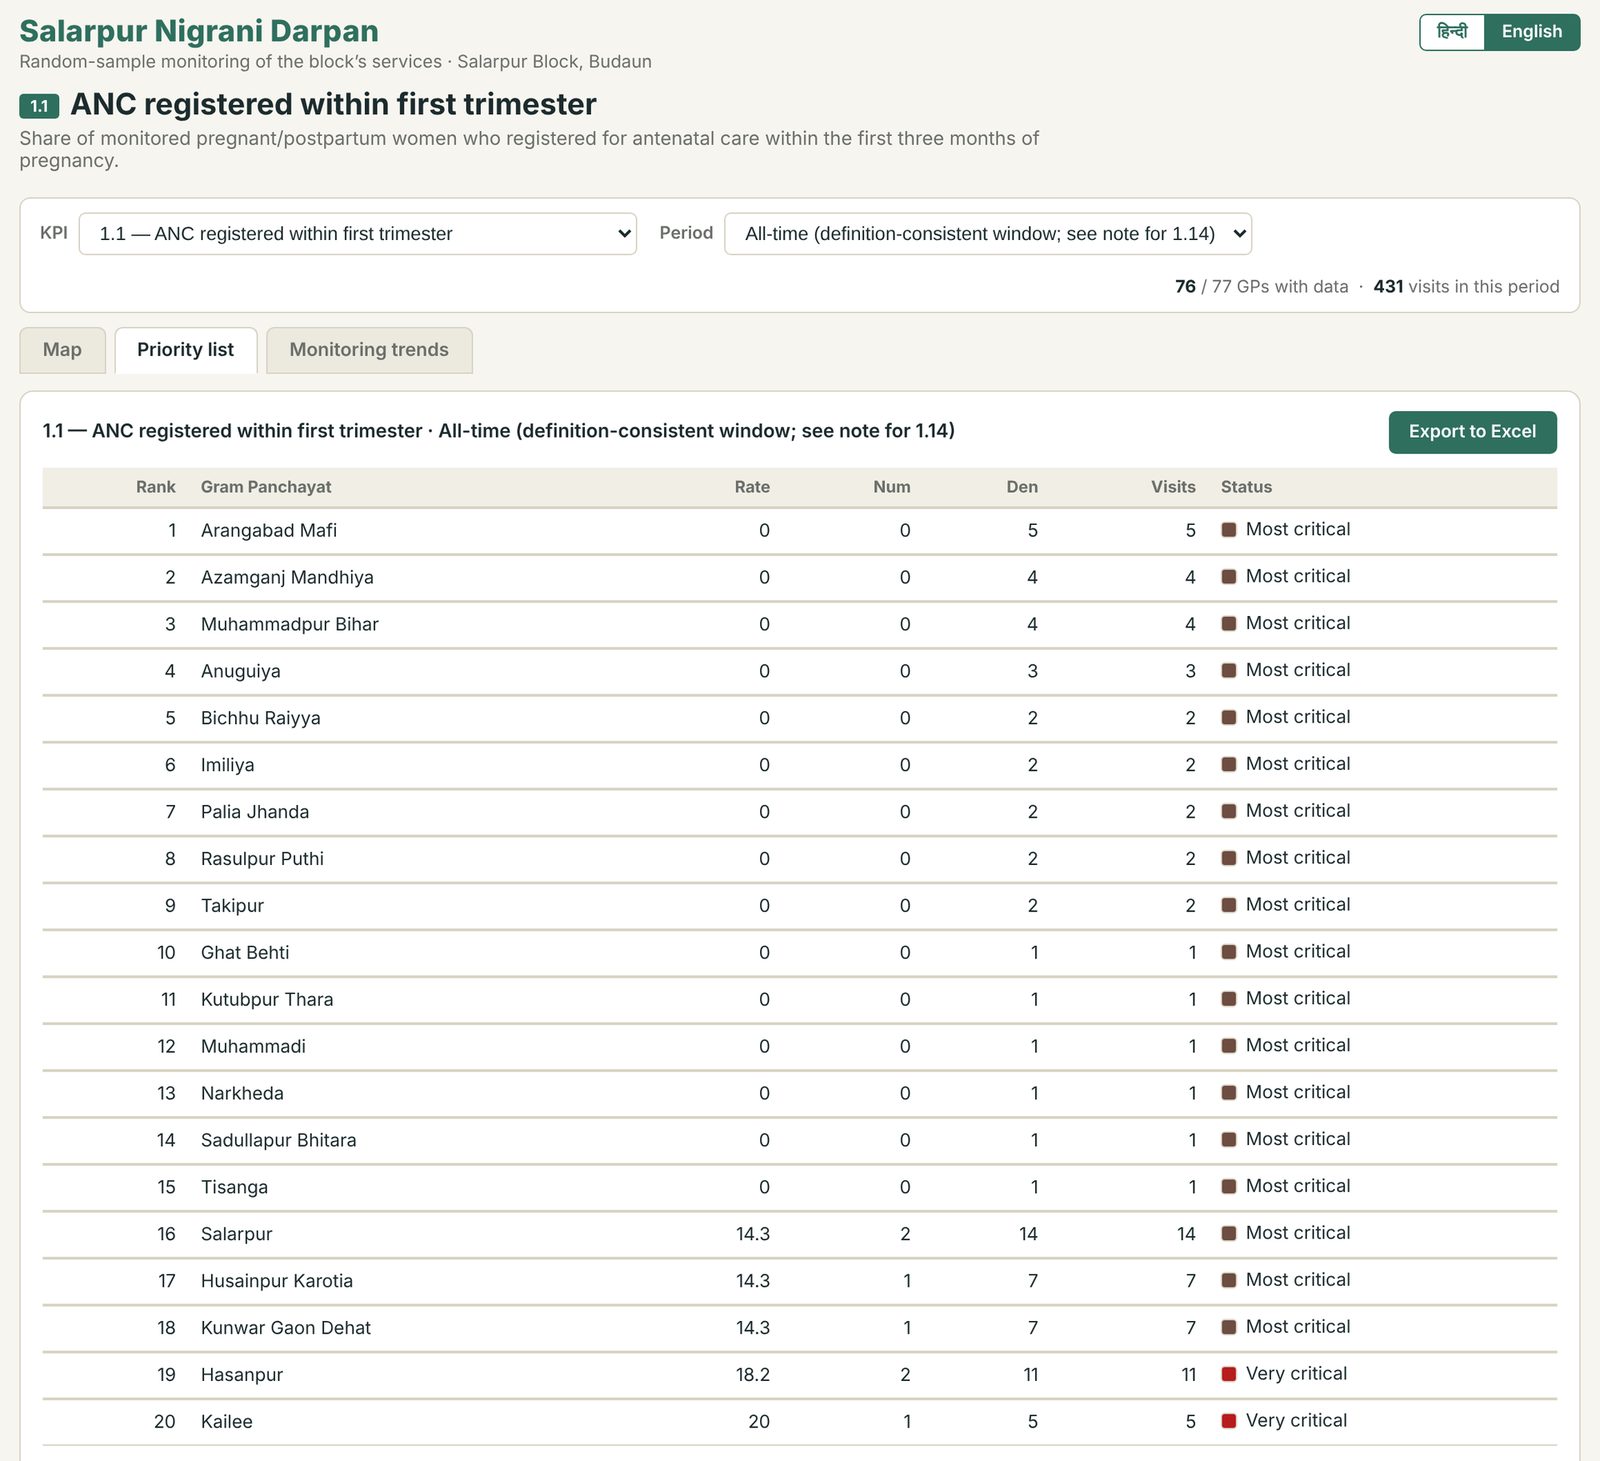 Salarpur Nigrani Darpan
हिन्दी English
Random-sample monitoring of the block’s services · Salarpur Block, Budaun
1.1 ANC registered within first trimester
Share of monitored pregnant/postpartum women who registered for antenatal care within the first three months of
pregnancy.
KPI 1.1 — ANC registered within first trimester Period All-time (definition-consistent window; see note for 1.14)
76 / 77 GPs with data · 431 visits in this period
Map Priority list Monitoring trends
1.1 — ANC registered within first trimester · All-time (definition-consistent window; see note for 1.14) Export to Excel
Rank Gram Panchayat Rate Num Den Visits Status
1 Arangabad Mafi 0 0 5 5 Most critical
2 Azamganj Mandhiya 0 0 4 4 Most critical
3 Muhammadpur Bihar 0 0 4 4 Most critical
4 Anuguiya 0 0 3 3 Most critical
5 Bichhu Raiyya 0 0 2 2 Most critical
6 Imiliya 0 0 2 2 Most critical
7 Palia Jhanda 0 0 2 2 Most critical
8 Rasulpur Puthi 0 0 2 2 Most critical
9 Takipur 0 0 2 2 Most critical
10 Ghat Behti 0 0 1 1 Most critical
11 Kutubpur Thara 0 0 1 1 Most critical
12 Muhammadi 0 0 1 1 Most critical
13 Narkheda 0 0 1 1 Most critical
14 Sadullapur Bhitara 0 0 1 1 Most critical
15 Tisanga 0 0 1 1 Most critical
16 Salarpur 14.3 2 14 14 Most critical
17 Husainpur Karotia 14.3 1 7 7 Most critical
18 Kunwar Gaon Dehat 14.3 1 7 7 Most critical
19 Hasanpur 18.2 2 11 11 Very critical
20 Kailee 20 1 5 5 Very critical